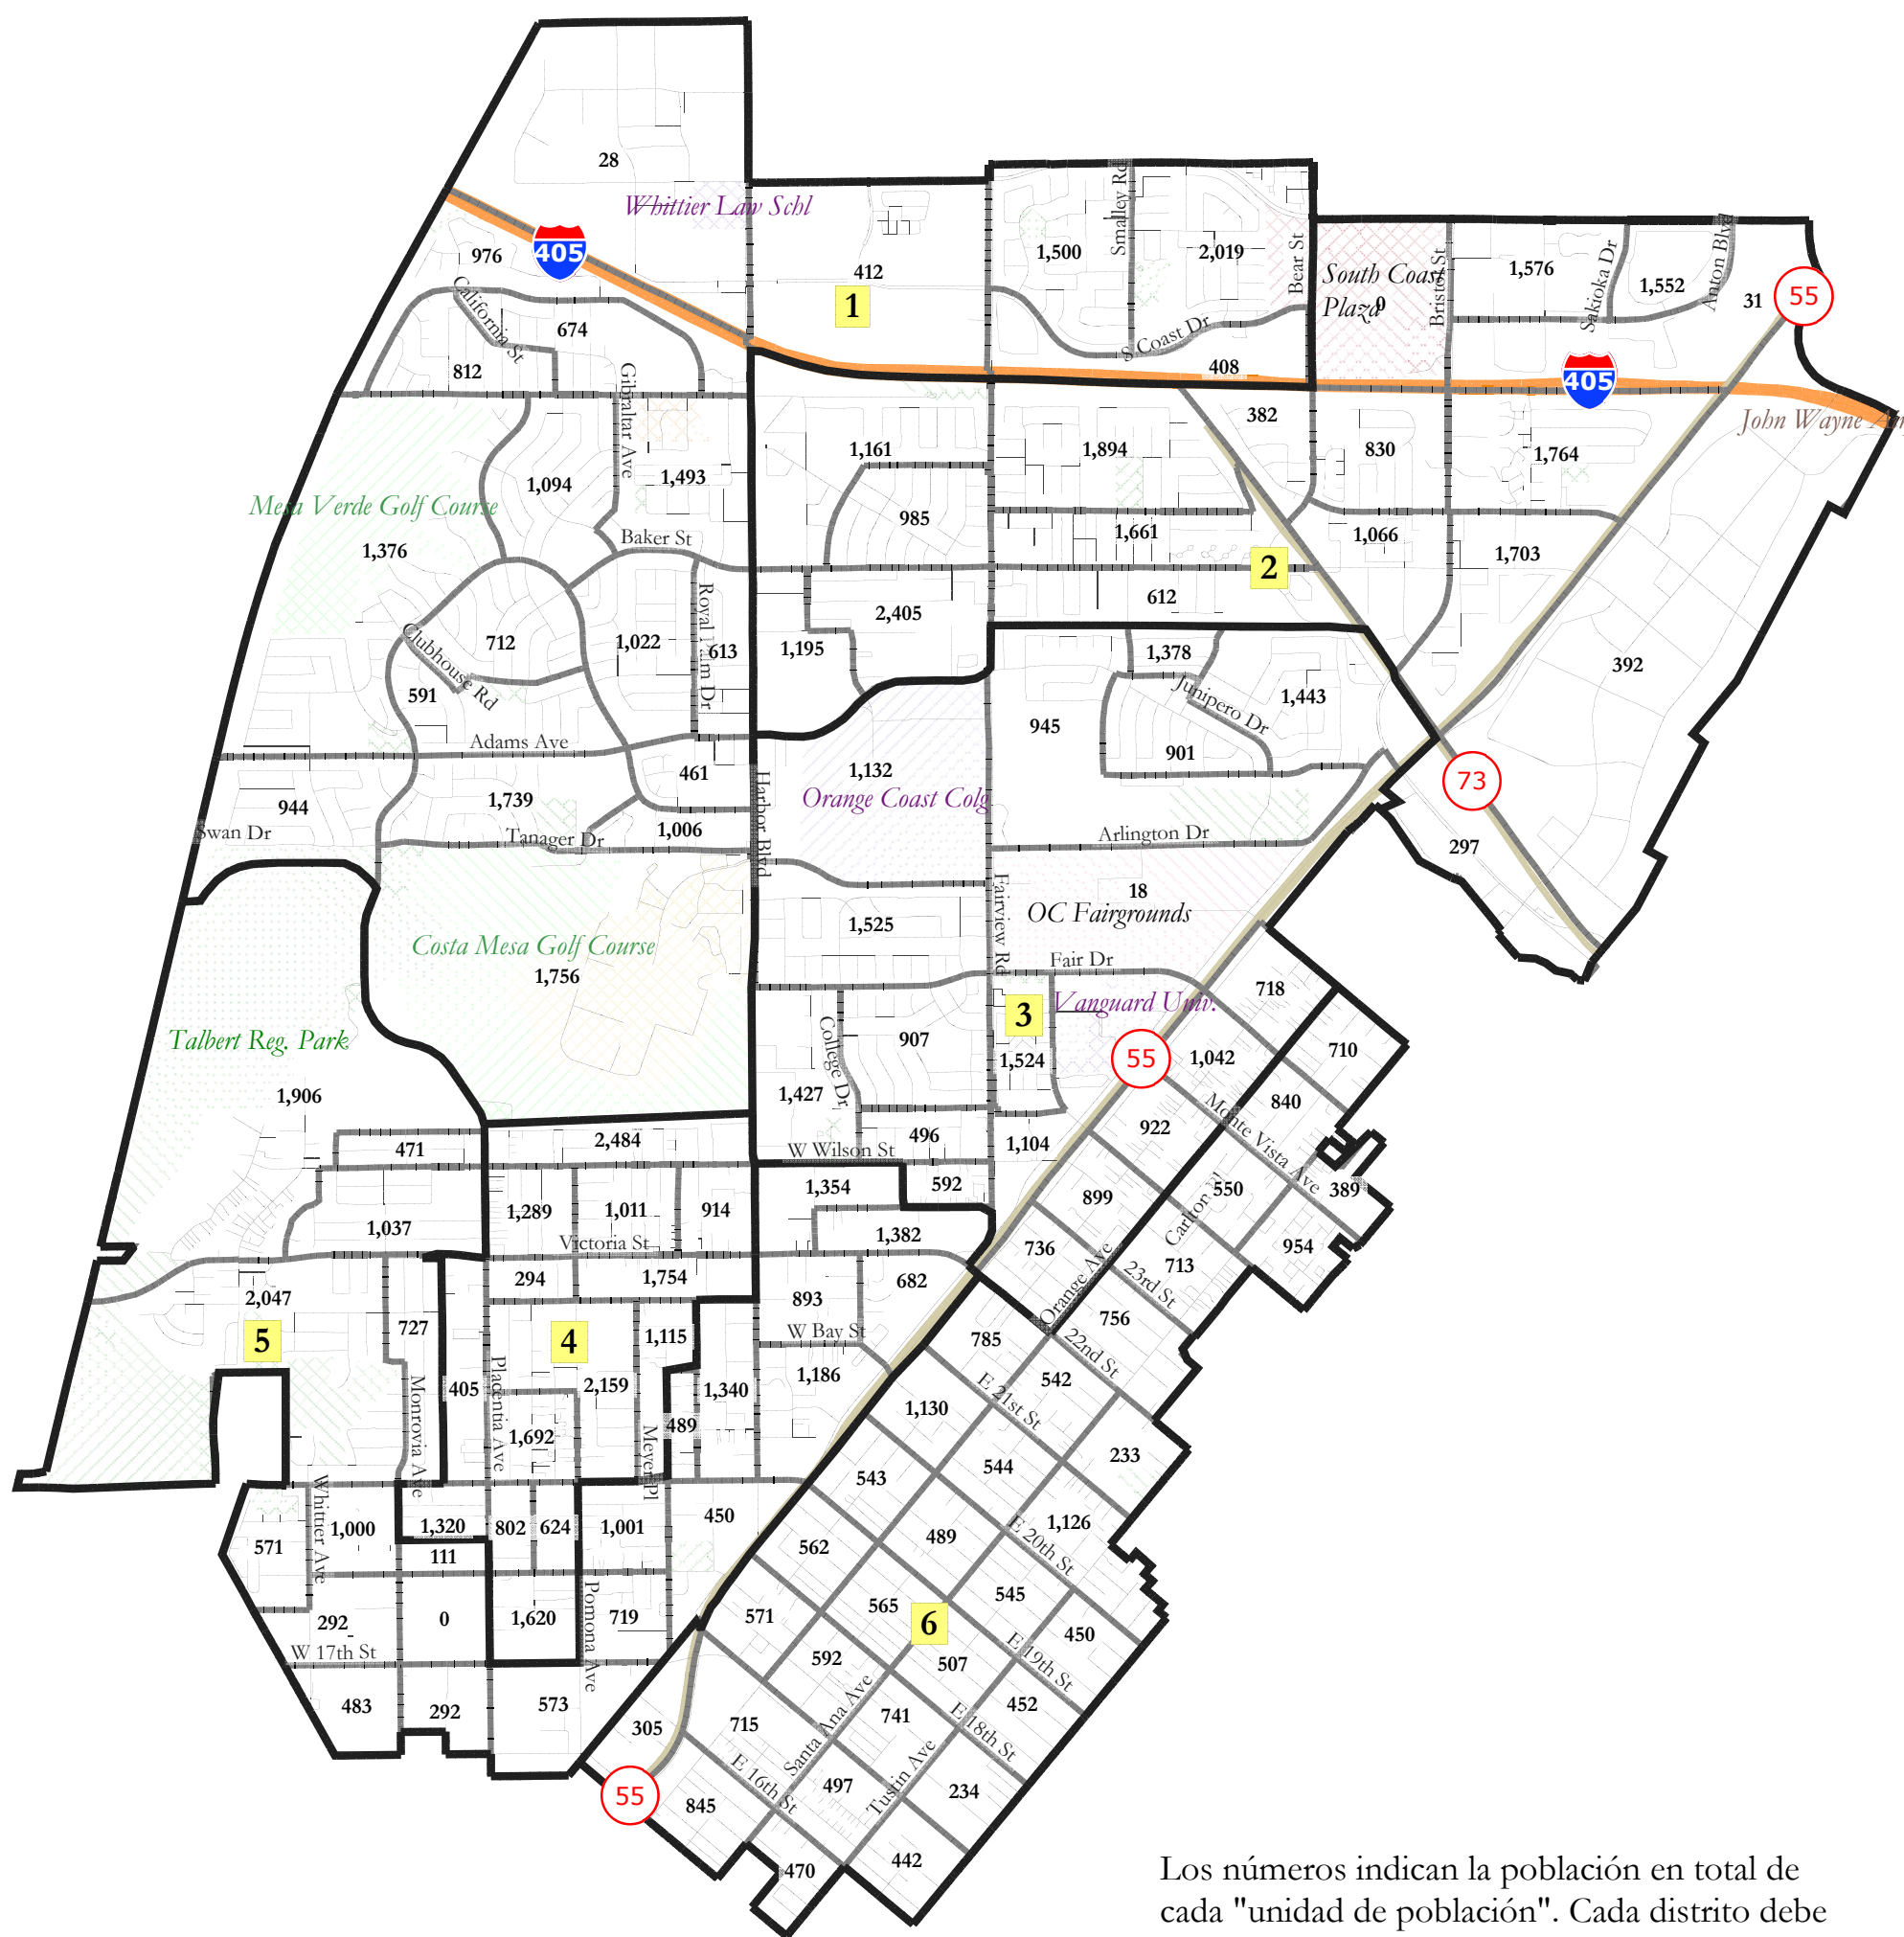 28
Whittier Law Schl
976
405
412
1,500
Smalley Rd
2,019
Bear St
South Coast
Plaza
0
Bristol St
1,576
Sakioka Dr
1,552
Anton Blvd
31
55
California St
674
1
812
Gibraltar Ave
S Coast Dr
408
405
382
John Wayne
1,161
1,894
830
1,764
1,094
1,493
Mesa Verde Golf Course
985
1,376
Baker St
1,661
1,066
1,703
2
612
Royal Palm Dr
2,405
712
1,022
613
1,195
1,378
392
Clubhouse Rd
591
Junipero Dr
1,443
945
901
Adams Ave
461
1,132
73
Harbor Blvd
Orange Coast Colg
944
1,739
Swan Dr
Tanager Dr
1,006
Arlington Dr
297
18
Fairview Rd
OC Fairgrounds
1,525
Costa Mesa Golf Course
1,756
Fair Dr
718
Vanguard Univ.
3
Talbert Reg. Park
907
College Dr
1,524
55
1,042
710
1,906
1,427
840
Monte Vista Ave
922
471
2,484
496
1,104
W Wilson St
1,354
592
899
550
389
Carlton Pl
1,289
1,011
914
1,037
1,382
Victoria St
736
954
713
294
1,754
682
23rd St
Orange Ave
2,047
893
727
1,115
W Bay St
756
5
4
785
22nd St
405
Placentia Ave
2,159
1,340
1,186
542
E 21st St
Monrovia Ave
1,130
1,692
489
Meyer Pl
233
543
544
Whittier Ave
571
1,000
1,320
802
624
1,001
450
562
489
1,126
E 20th St
111
292
0
1,620
Pomona Ave
719
571
565
6
545
450
W 17th St
592
507
E 19th St
483
292
573
305
715
Santa Ana Ave
741
452
E 18th St
E 16th St
55
845
497
Tustin Ave
234
470
442
Los números indican la población en total de
cada "unidad de población". Cada distrito debe